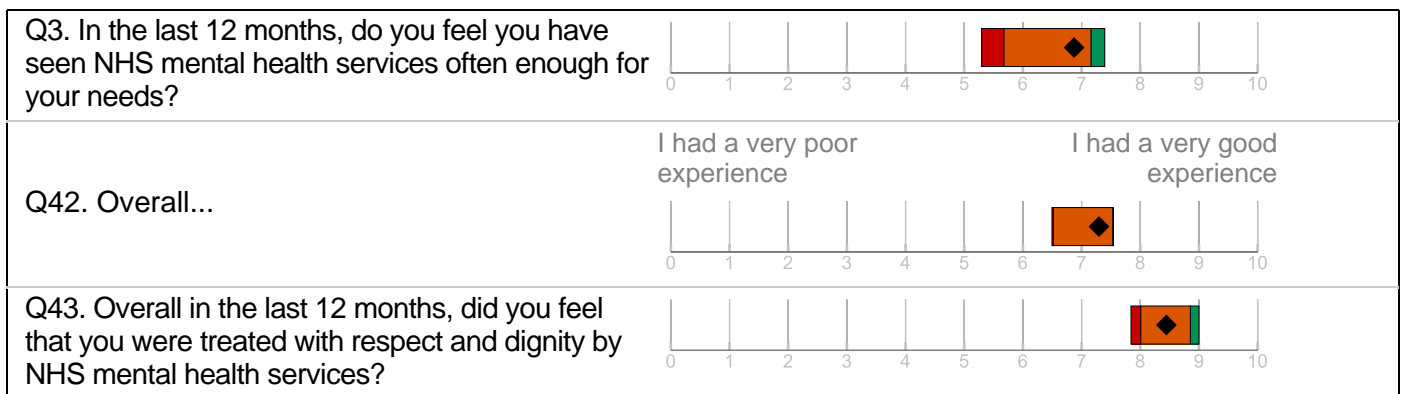 Q3. In the last 12 months, do you feel you have
seen NHS mental health services often enough for
your needs?
0 1 2 3 4 5 6 7 8 9 10
I had a very poor
experience
I had a very good
experience
Q42. Overall...
0 1 2 3 4 5 6 7 8 9 10
Q43. Overall in the last 12 months, did you feel
that you were treated with respect and dignity by
NHS mental health services?
0 1 2 3 4 5 6 7 8 9 10